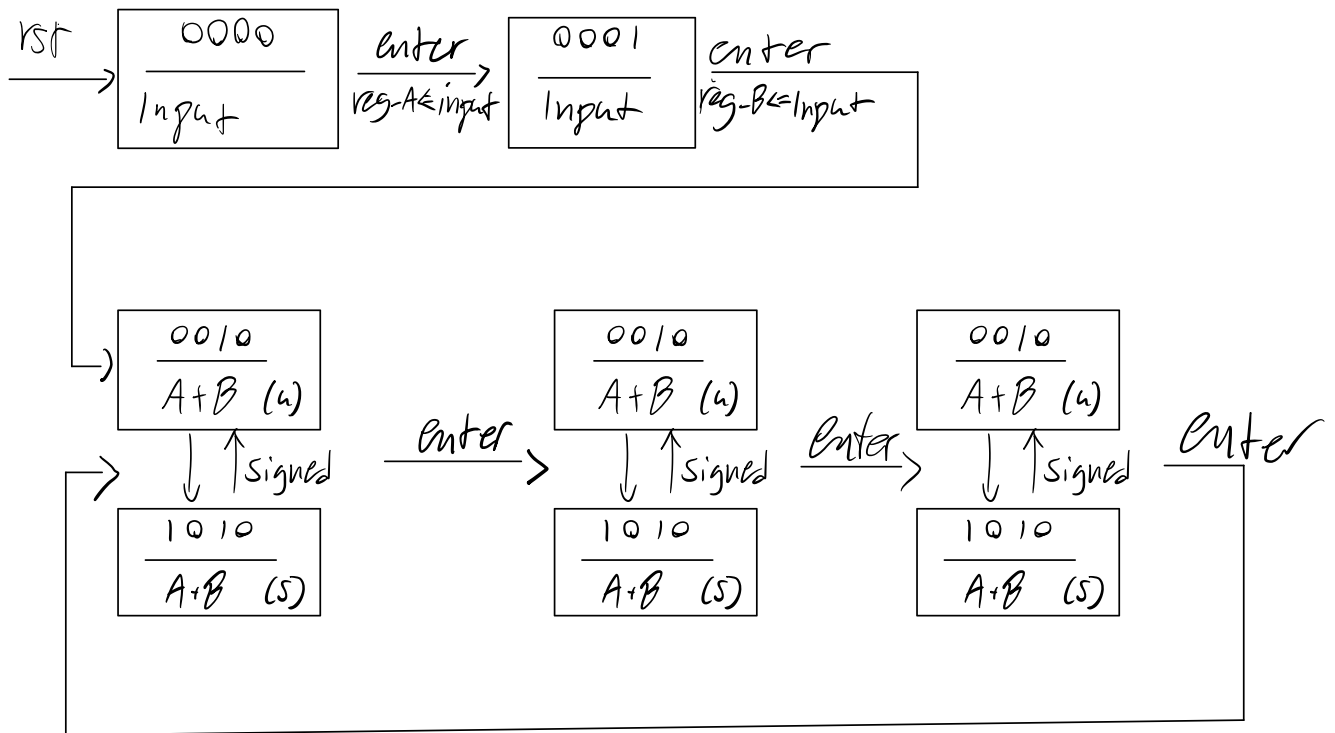 rst
0000
Input
enter
reg-A<=input
0001
Input
enter
reg-B<=Input
0010
A+B (u)
signed
1010
A+B (S)
enter
0010
A+B (u)
signed
1010
A+B (S)
enter
0010
A+B (u)
signed
1010
A+B (S)
enter